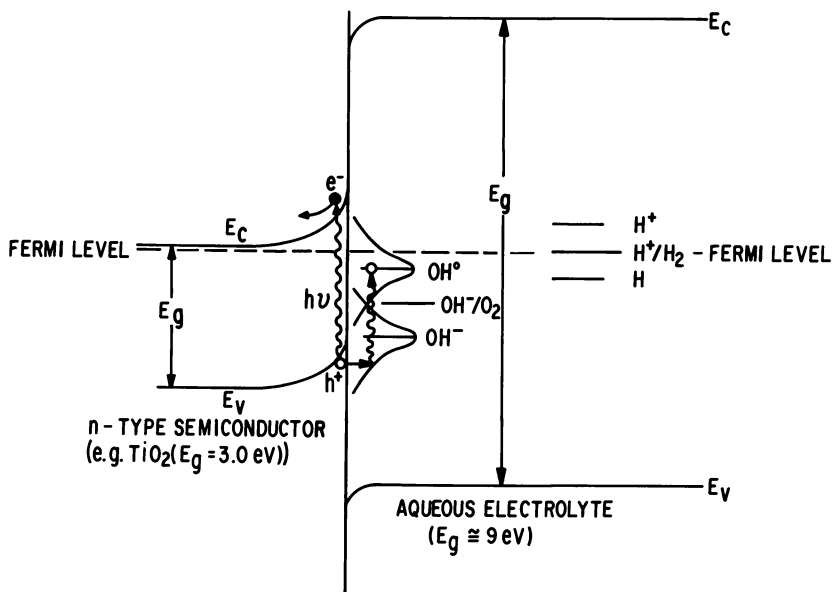 E_C
E_g
e⁻
E_C
FERMI LEVEL
H⁺
H⁺/H₂ - FERMI LEVEL
H
OH°
hν
OH⁻/O₂
E_g
OH⁻
h⁺
E_V
n-TYPE SEMICONDUCTOR
(e.g. TiO₂(E_g = 3.0 eV))
E_V
AQUEOUS ELECTROLYTE
(E_g ≅ 9 eV)